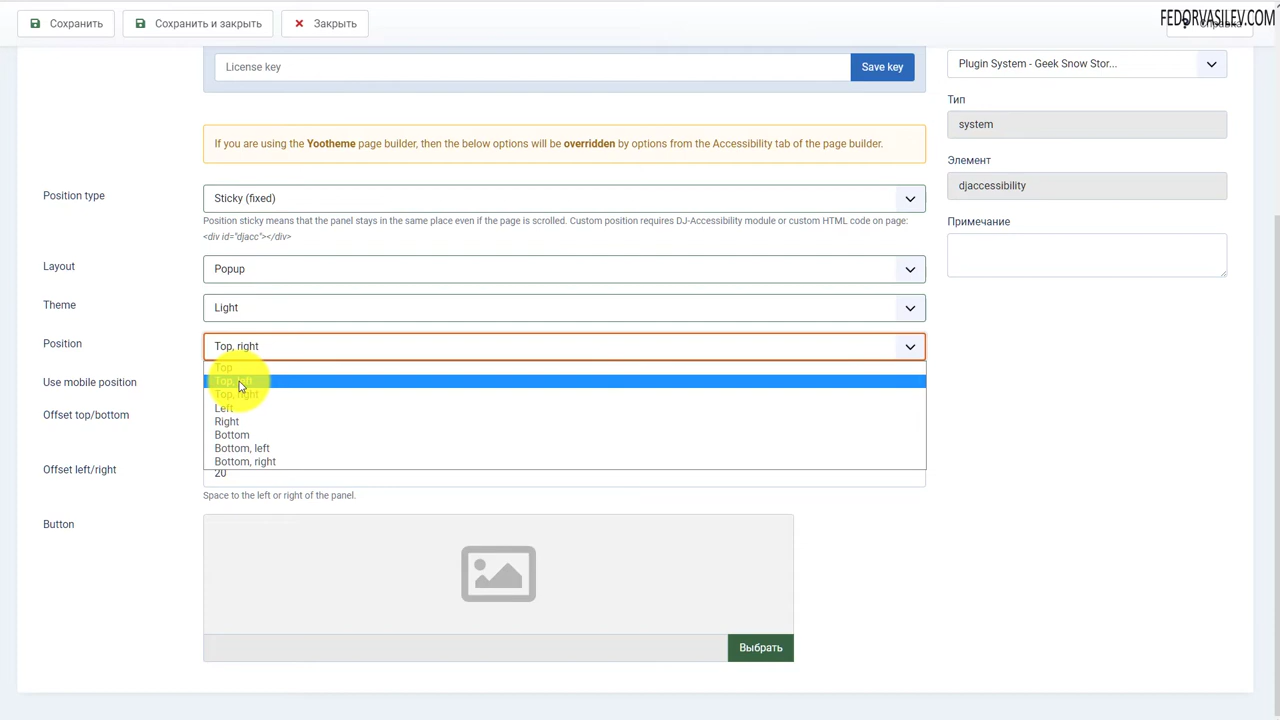 Сохранить
Сохранить и закрыть
Закрыть
FEDORVASILEV.COM
Справка
License key
Save key
Plugin System - Geek Snow Stor...
Тип
system
If you are using the Yootheme page builder, then the below options will be overridden by options from the Accessibility tab of the page builder.
Элемент
djaccessibility
Position type
Sticky (fixed)
Position sticky means that the panel stays in the same place even if the page is scrolled. Custom position requires DJ-Accessibility module or custom HTML code on page:
<div id="djacc"></div>
Примечание
Layout
Popup
Theme
Light
Position
Top, right
Top
Top, left
Top, right
Left
Right
Bottom
Bottom, left
Bottom, right
Use mobile position
Offset top/bottom
Offset left/right
20
Space to the left or right of the panel.
Button
Выбрать